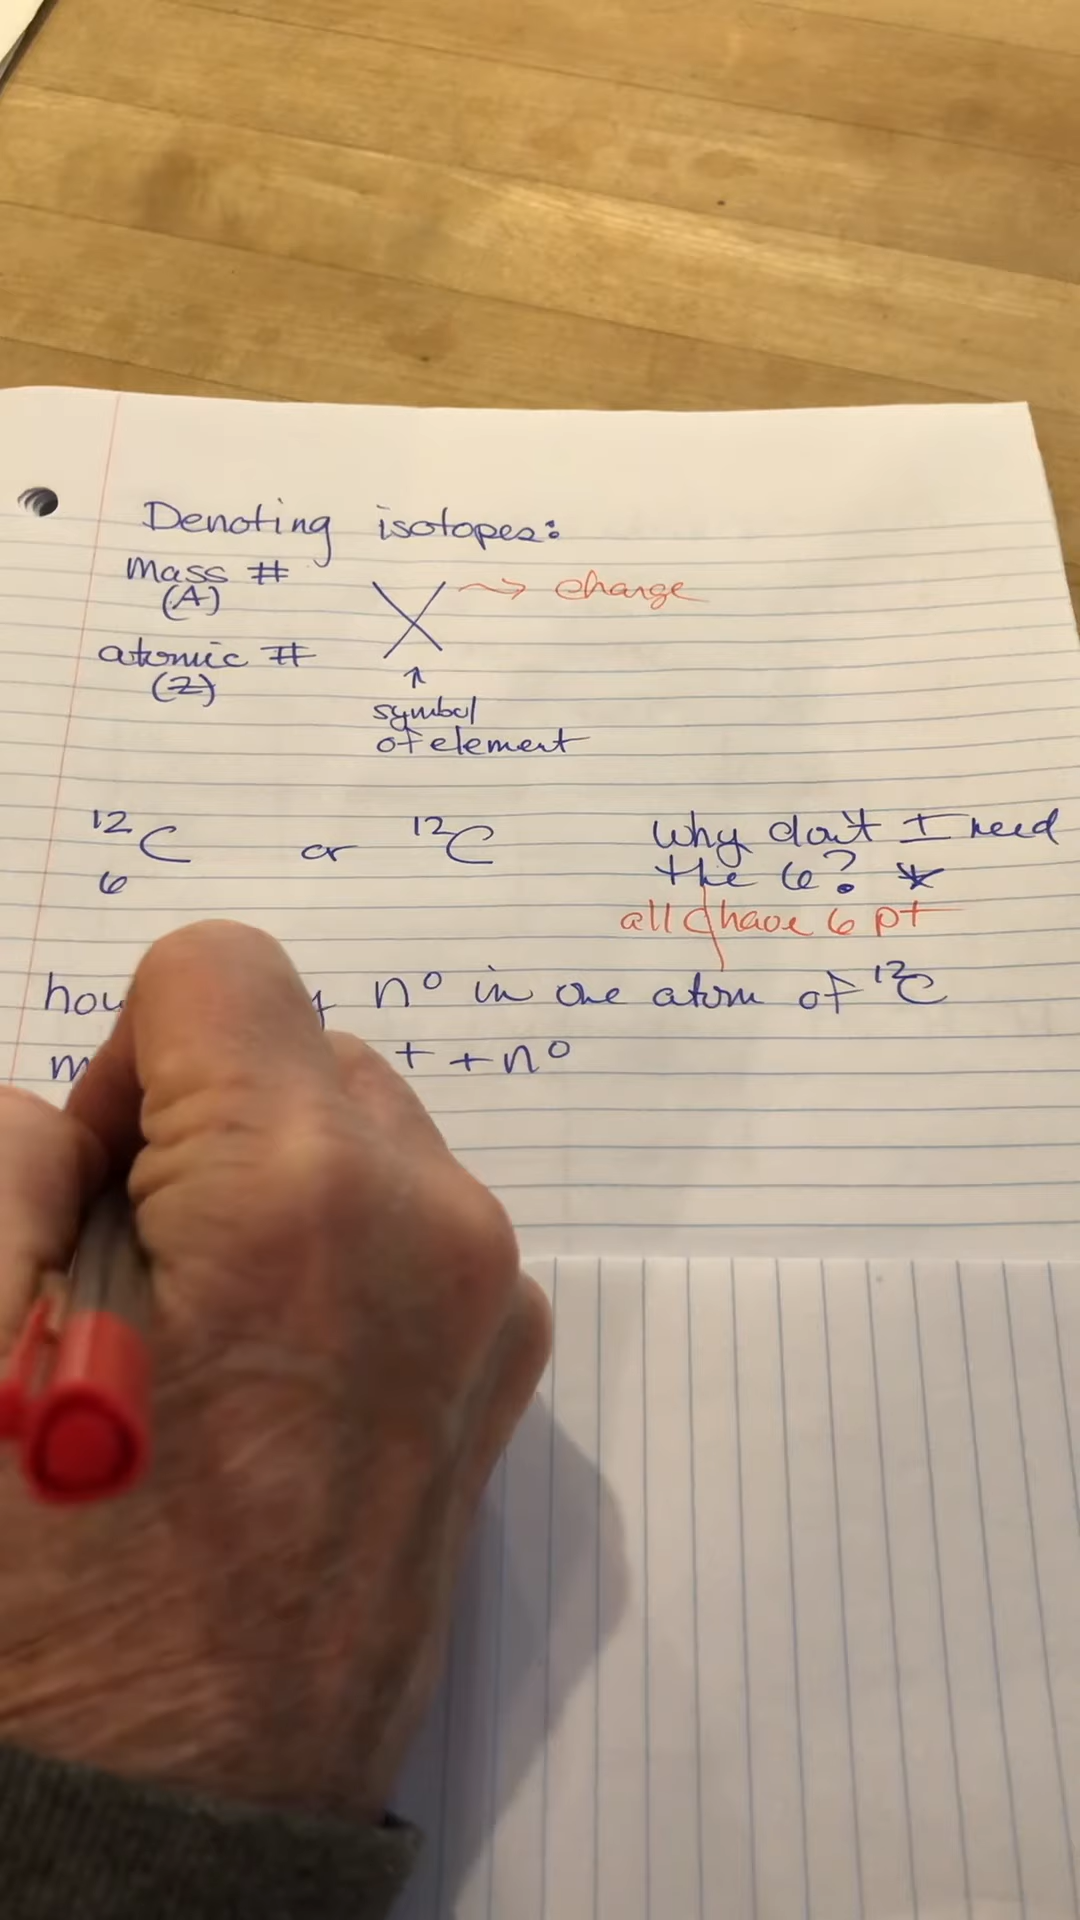 Denoting isotopes:
mass #
(A)
X → charge
atomic #
(Z)
↑
symbol
of element
12
C
6
or
12C
Why don't I need
the 6? *
all C have 6 p+
n° in one atom of 12C
+ + n°